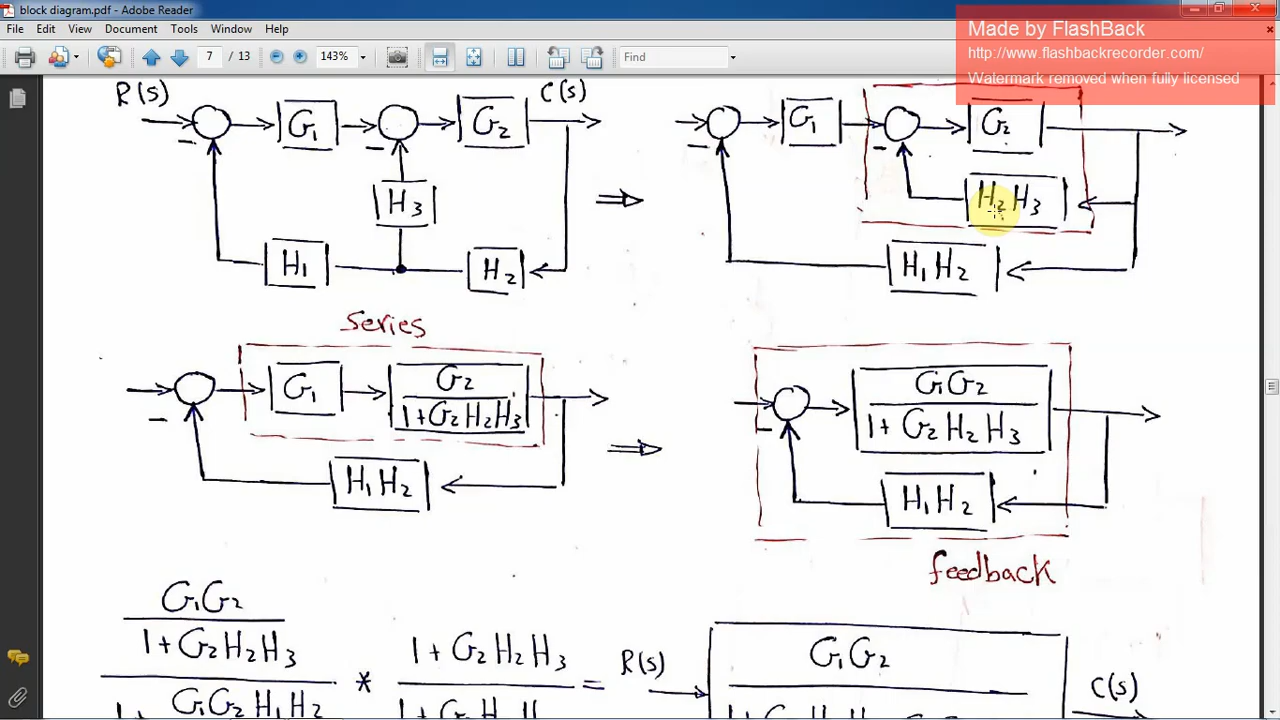 block diagram.pdf - Adobe Reader
File Edit View Document Tools Window Help
Made by FlashBack
http://www.flashbackrecorder.com/
Watermark removed when fully licensed
7 / 13 143% Find
R(s) G1 G2 C(s)
H3
H1 H2
G1 G2
H2H3
H1H2
Series
G1 G2
1+G2H2H3
H1H2
G1G2
1+G2H2H3
H1H2
feedback
G1G2
1+G2H2H3
1+ G1G2H1H2
* 1+G2H2H3 = R(s) G1G2 C(s)